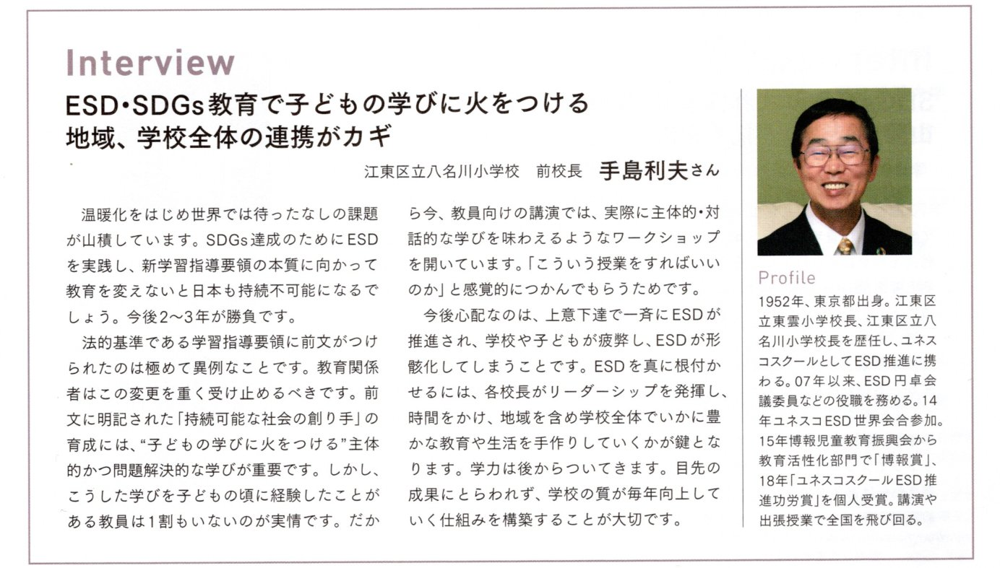 Interview
ESD・SDGs教育で子どもの学びに火をつける
地域、学校全体の連携がカギ
江東区立八名川小学校　前校長　手島利夫さん
温暖化をはじめ世界では待ったなしの課題
が山積しています。SDGs達成のためにESD
を実践し、新学習指導要領の本質に向かって
教育を変えないと日本も持続不可能になるで
しょう。今後2〜3年が勝負です。
法的基準である学習指導要領に前文がつけ
られたのは極めて異例なことです。教育関係
者はこの変更を重く受け止めるべきです。前
文に明記された「持続可能な社会の創り手」の
育成には、“子どもの学びに火をつける”主体
的かつ問題解決的な学びが重要です。しかし、
こうした学びを子どもの頃に経験したことが
ある教員は1割もいないのが実情です。だか
ら今、教員向けの講演では、実際に主体的・対
話的な学びを味わえるようなワークショップ
を開いています。「こういう授業をすればいい
のか」と感覚的につかんでもらうためです。
今後心配なのは、上意下達で一斉にESDが
推進され、学校や子どもが疲弊し、ESDが形
骸化してしまうことです。ESDを真に根付か
せるには、各校長がリーダーシップを発揮し、
時間をかけ、地域を含め学校全体でいかに豊
かな教育や生活を手作りしていくかが鍵とな
ります。学力は後からついてきます。目先の
成果にとらわれず、学校の質が毎年向上して
いく仕組みを構築することが大切です。
Profile
1952年、東京都出身。江東区
立東雲小学校長、江東区立八
名川小学校長を歴任し、ユネス
コスクールとしてESD推進に携
わる。07年以来、ESD円卓会
議委員などの役職を務める。14
年ユネスコESD世界会合参加。
15年博報児童教育振興会から
教育活性化部門で「博報賞」、
18年「ユネスコスクールESD推
進功労賞」を個人受賞。講演や
出張授業で全国を飛び回る。